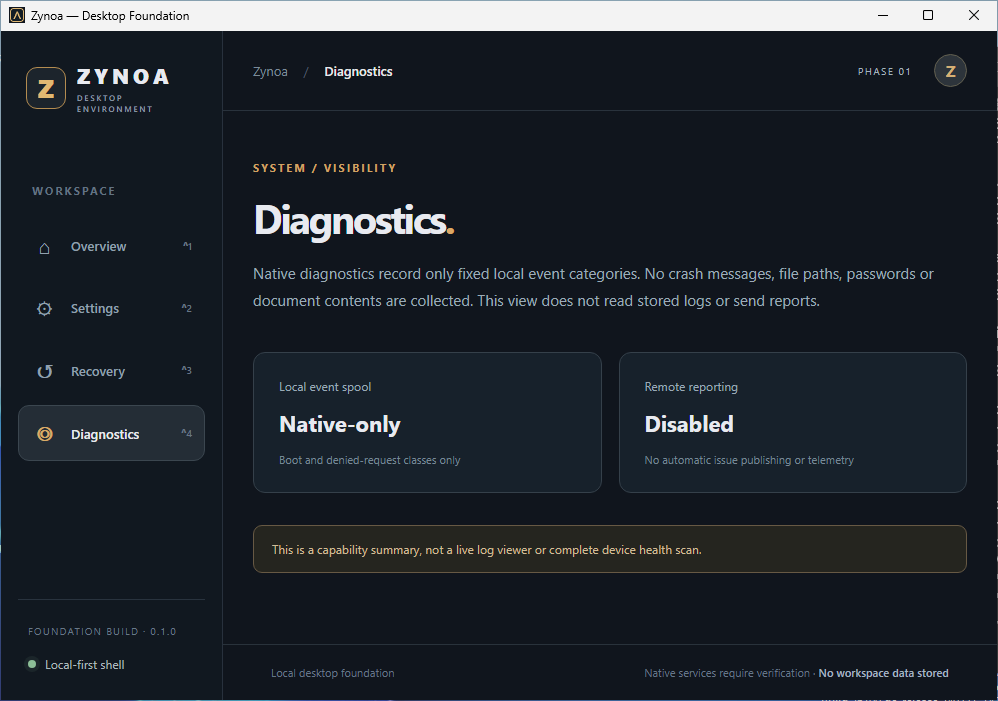 Zynoa — Desktop Foundation
Z
ZYNOA
DESKTOP
ENVIRONMENT
Zynoa / Diagnostics
PHASE 01
Z
WORKSPACE
Overview ^1
Settings ^2
Recovery ^3
Diagnostics ^4
FOUNDATION BUILD · 0.1.0
Local-first shell
SYSTEM / VISIBILITY
Diagnostics.
Native diagnostics record only fixed local event categories. No crash messages, file paths, passwords or
document contents are collected. This view does not read stored logs or send reports.
Local event spool
Native-only
Boot and denied-request classes only
Remote reporting
Disabled
No automatic issue publishing or telemetry
This is a capability summary, not a live log viewer or complete device health scan.
Local desktop foundation
Native services require verification · No workspace data stored